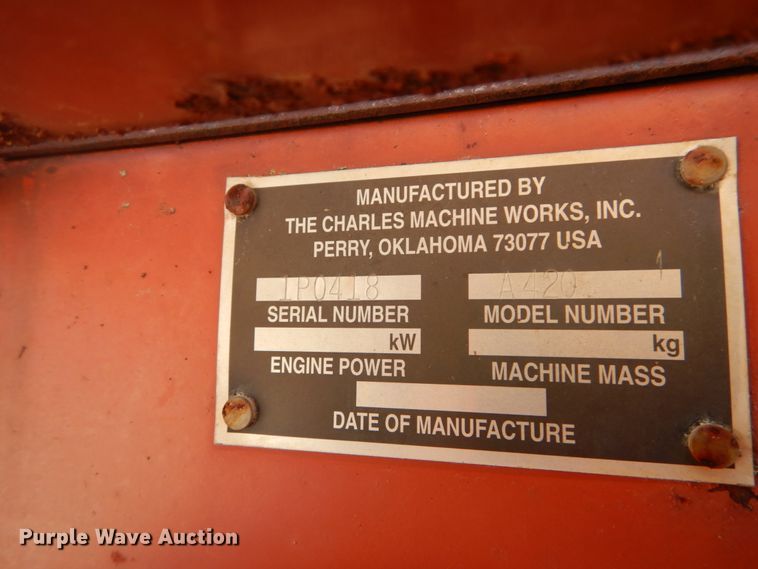 MANUFACTURED BY
THE CHARLES MACHINE WORKS, INC.
PERRY, OKLAHOMA 73077 USA
1P0418 A420
SERIAL NUMBER MODEL NUMBER
kW kg
ENGINE POWER MACHINE MASS
DATE OF MANUFACTURE
Purple Wave Auction